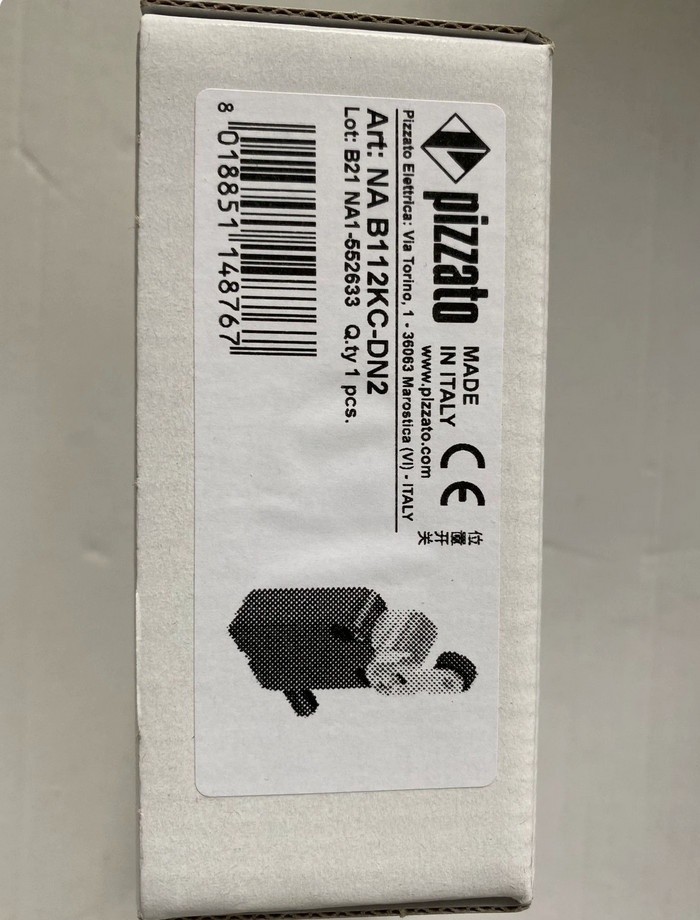 pizzato
MADE
IN ITALY
www.pizzato.com
CE
位
置
开
关
Pizzato Elettrica: Via Torino, 1 - 36063 Marostica (VI) - ITALY
Art: NA B112KC-DN2
Lot: B21 NA1-552633 Q.ty 1 pcs.
8 018851 148767